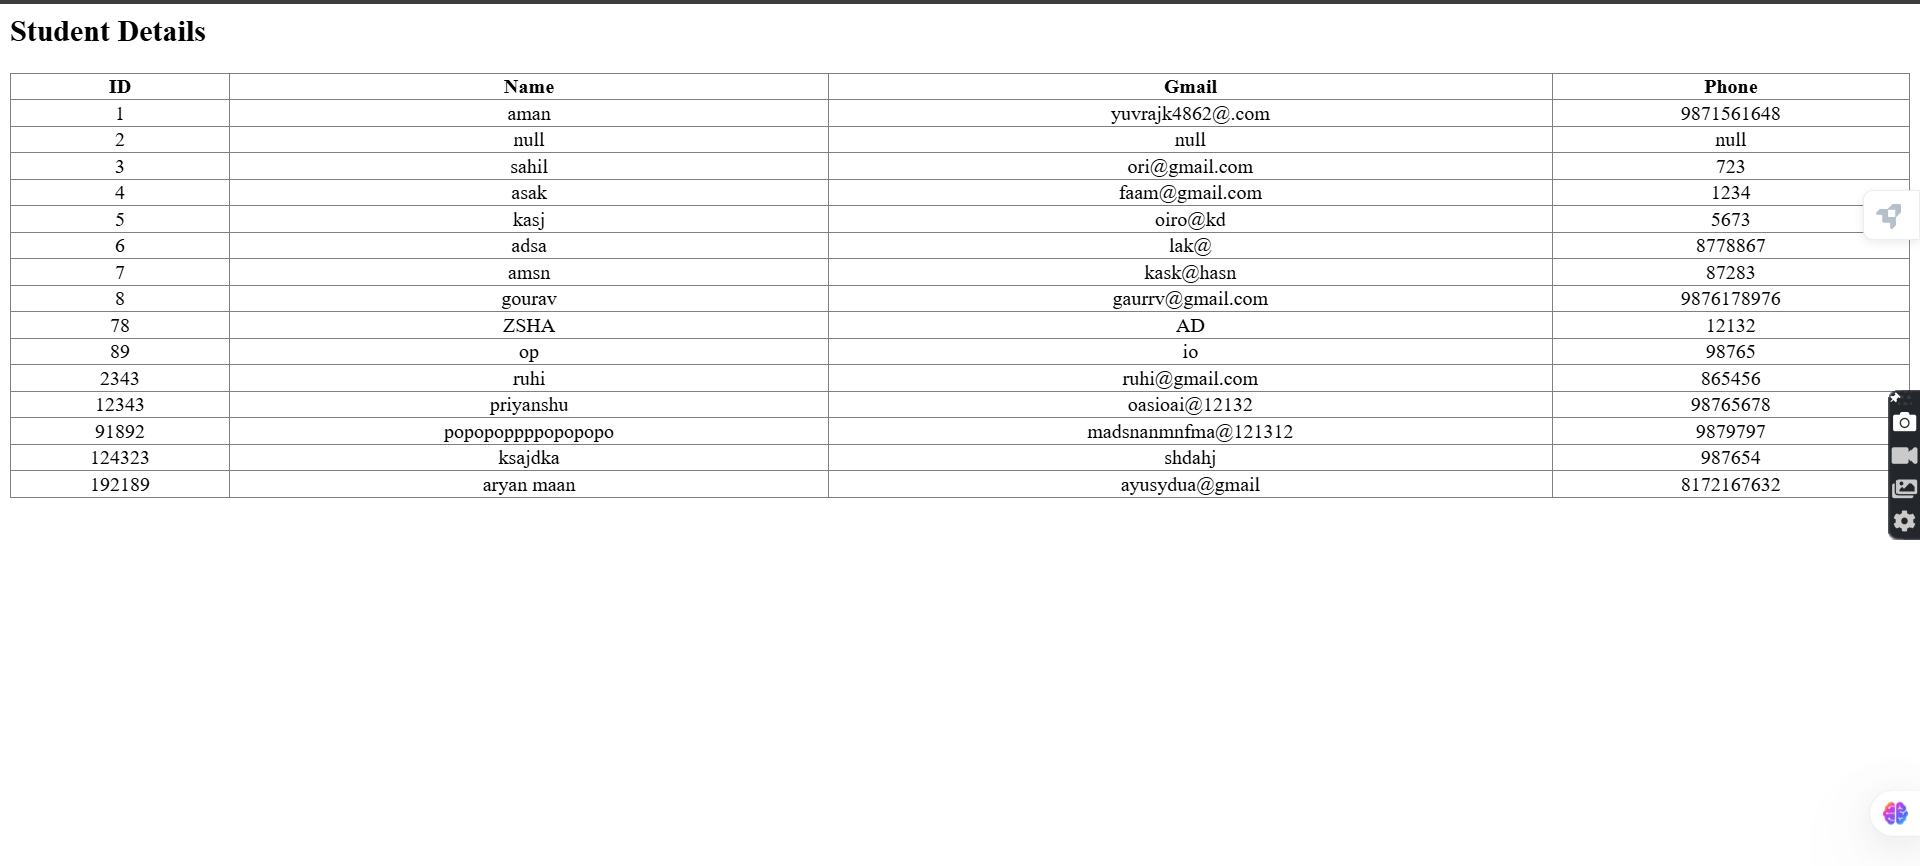 Student Details
ID Name Gmail Phone
1 aman yuvrajk4862@.com 9871561648
2 null null null
3 sahil ori@gmail.com 723
4 asak faam@gmail.com 1234
5 kasj oiro@kd 5673
6 adsa lak@ 8778867
7 amsn kask@hasn 87283
8 gourav gaurrv@gmail.com 9876178976
78 ZSHA AD 12132
89 op io 98765
2343 ruhi ruhi@gmail.com 865456
12343 priyanshu oasioai@12132 98765678
91892 popopoppppopopopo madsnanmnfma@121312 9879797
124323 ksajdka shdahj 987654
192189 aryan maan ayusydua@gmail 8172167632